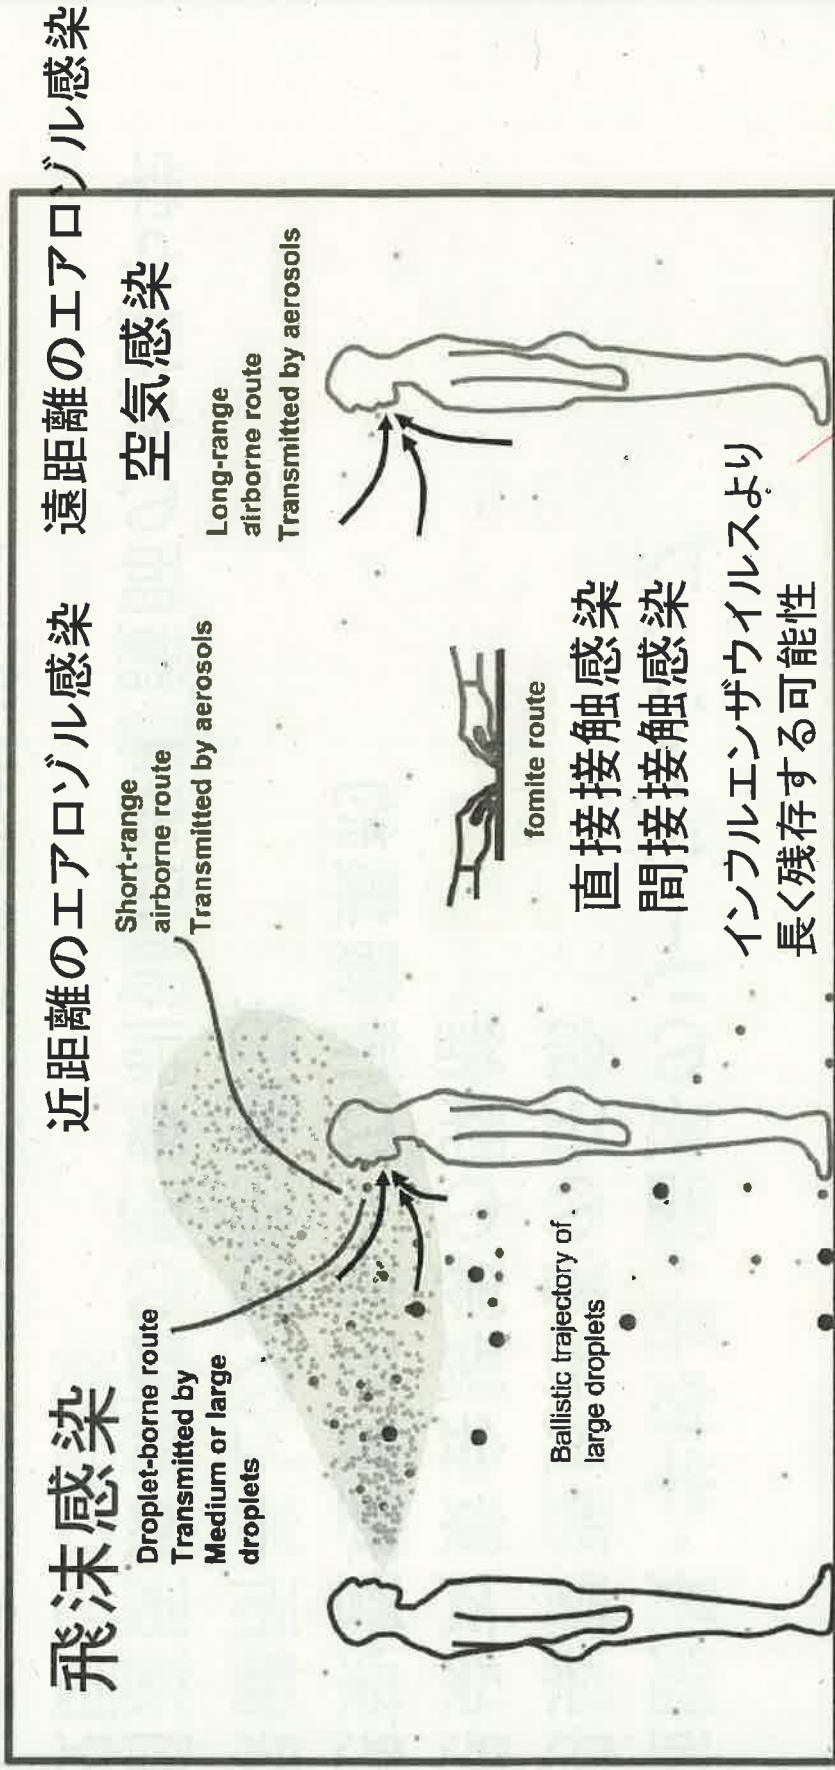 飛沫感染
近距離のエアロゾル感染
遠距離のエアロゾル感染
空気感染
Droplet-borne route
Transmitted by
Medium or large
droplets
Short-range
airborne route
Transmitted by aerosols
Long-range
airborne route
Transmitted by aerosols
Ballistic trajectory of
large droplets
fomite route
直接接触感染
間接接触感染
インフルエンザウイルスより
長く残存する可能性